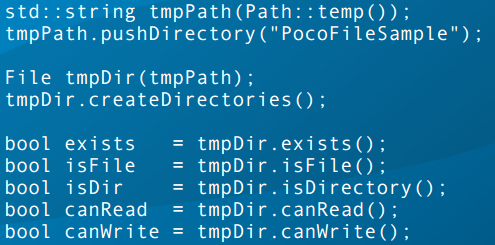 std::string tmpPath(Path::temp());
tmpPath.pushDirectory("PocoFileSample");
File tmpDir(tmpPath);
tmpDir.createDirectories();
bool exists   = tmpDir.exists();
bool isFile   = tmpDir.isFile();
bool isDir    = tmpDir.isDirectory();
bool canRead  = tmpDir.canRead();
bool canWrite = tmpDir.canWrite();